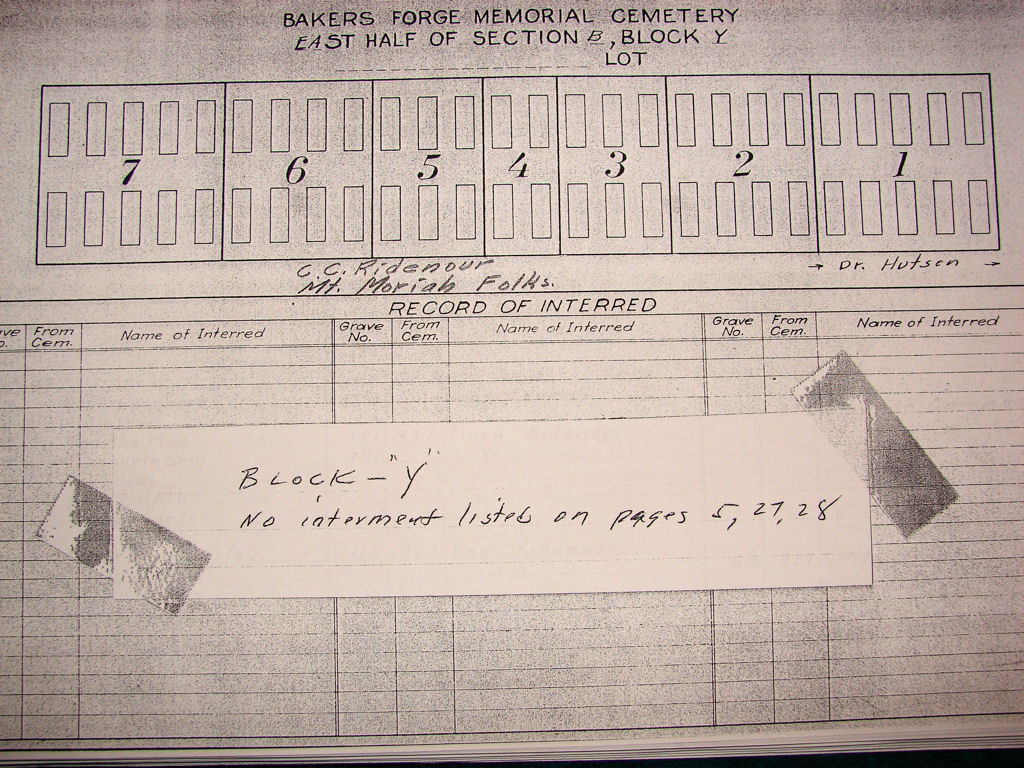 BAKERS FORGE MEMORIAL CEMETERY
EAST HALF OF SECTION B, BLOCK Y
LOT
7 6 5 4 3 2 1
C.C. Ridenour
Mt. Moriah Folks.
→ Dr. Hutson →
RECORD OF INTERRED
From Cem. Name of Interred Grave No. From Cem. Name of Interred Grave No. From Cem. Name of Interred
BLOCK - "Y"
No interment listed on pages 5, 27, 28